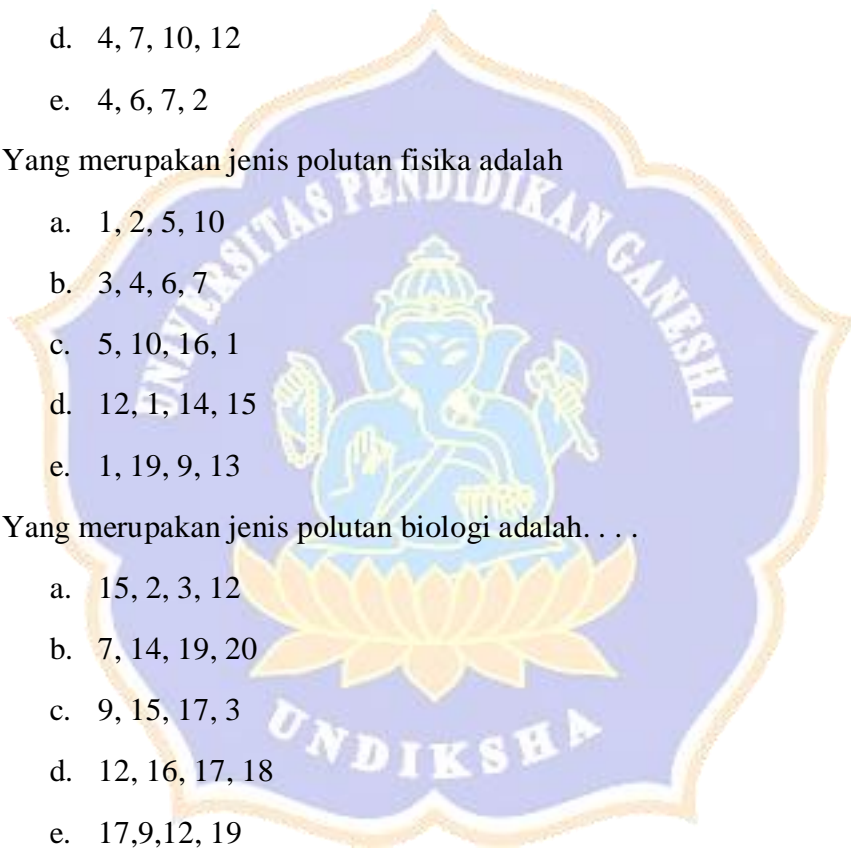 d. 4, 7, 10, 12
e. 4, 6, 7, 2
Yang merupakan jenis polutan fisika adalah
a. 1, 2, 5, 10
b. 3, 4, 6, 7
c. 5, 10, 16, 1
d. 12, 1, 14, 15
e. 1, 19, 9, 13
Yang merupakan jenis polutan biologi adalah. . . .
a. 15, 2, 3, 12
b. 7, 14, 19, 20
c. 9, 15, 17, 3
d. 12, 16, 17, 18
e. 17,9,12, 19
UNIVERSITAS PENDIDIKAN GANESHA
UNDIKSHA